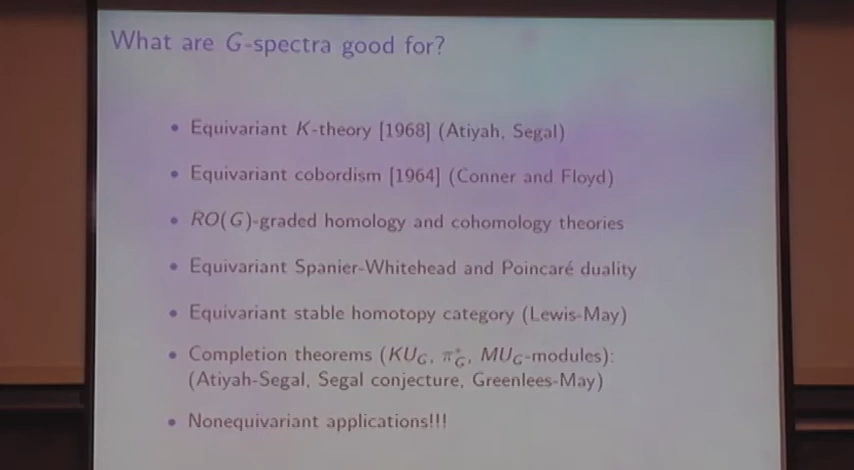 What are G-spectra good for?
• Equivariant K-theory [1968] (Atiyah, Segal)
• Equivariant cobordism [1964] (Conner and Floyd)
• RO(G)-graded homology and cohomology theories
• Equivariant Spanier-Whitehead and Poincaré duality
• Equivariant stable homotopy category (Lewis-May)
• Completion theorems (KU_G, π*_G, MU_G-modules):
(Atiyah-Segal, Segal conjecture, Greenlees-May)
• Nonequivariant applications!!!